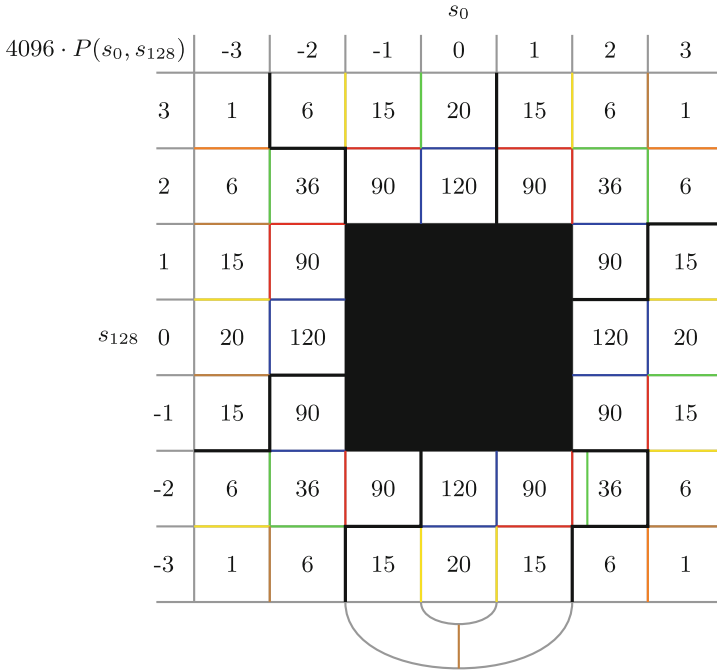 s₀
4096 · P(s₀, s₁₂₈) -3 -2 -1 0 1 2 3
3 1 6 15 20 15 6 1
2 6 36 90 120 90 36 6
1 15 90 90 15
s₁₂₈ 0 20 120 120 20
-1 15 90 90 15
-2 6 36 90 120 90 36 6
-3 1 6 15 20 15 6 1